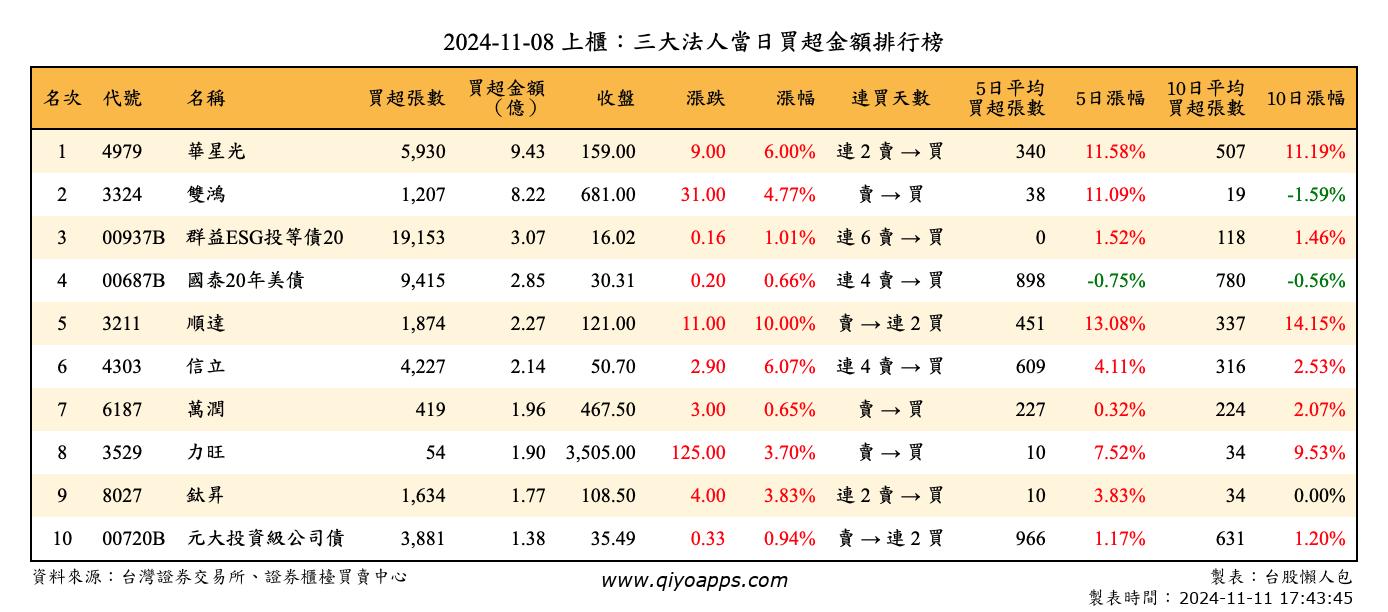 2024-11-08 上櫃：三大法人當日買超金額排行榜
名次 代號 名稱 買超張數 買超金額（億） 收盤 漲跌 漲幅 連買天數 5日平均買超張數 5日漲幅 10日平均買超張數 10日漲幅
1 4979 華星光 5,930 9.43 159.00 9.00 6.00% 連 2 賣 → 買 340 11.58% 507 11.19%
2 3324 雙鴻 1,207 8.22 681.00 31.00 4.77% 賣 → 買 38 11.09% 19 -1.59%
3 00937B 群益ESG投等債20 19,153 3.07 16.02 0.16 1.01% 連 6 賣 → 買 0 1.52% 118 1.46%
4 00687B 國泰20年美債 9,415 2.85 30.31 0.20 0.66% 連 4 賣 → 買 898 -0.75% 780 -0.56%
5 3211 順達 1,874 2.27 121.00 11.00 10.00% 賣 → 連 2 買 451 13.08% 337 14.15%
6 4303 信立 4,227 2.14 50.70 2.90 6.07% 連 4 賣 → 買 609 4.11% 316 2.53%
7 6187 萬潤 419 1.96 467.50 3.00 0.65% 賣 → 買 227 0.32% 224 2.07%
8 3529 力旺 54 1.90 3,505.00 125.00 3.70% 賣 → 買 10 7.52% 34 9.53%
9 8027 鈦昇 1,634 1.77 108.50 4.00 3.83% 連 2 賣 → 買 10 3.83% 34 0.00%
10 00720B 元大投資級公司債 3,881 1.38 35.49 0.33 0.94% 賣 → 連 2 買 966 1.17% 631 1.20%
資料來源：台灣證券交易所、證券櫃檯買賣中心 www.qiyoapps.com 製表：台股懶人包
製表時間：2024-11-11 17:43:45